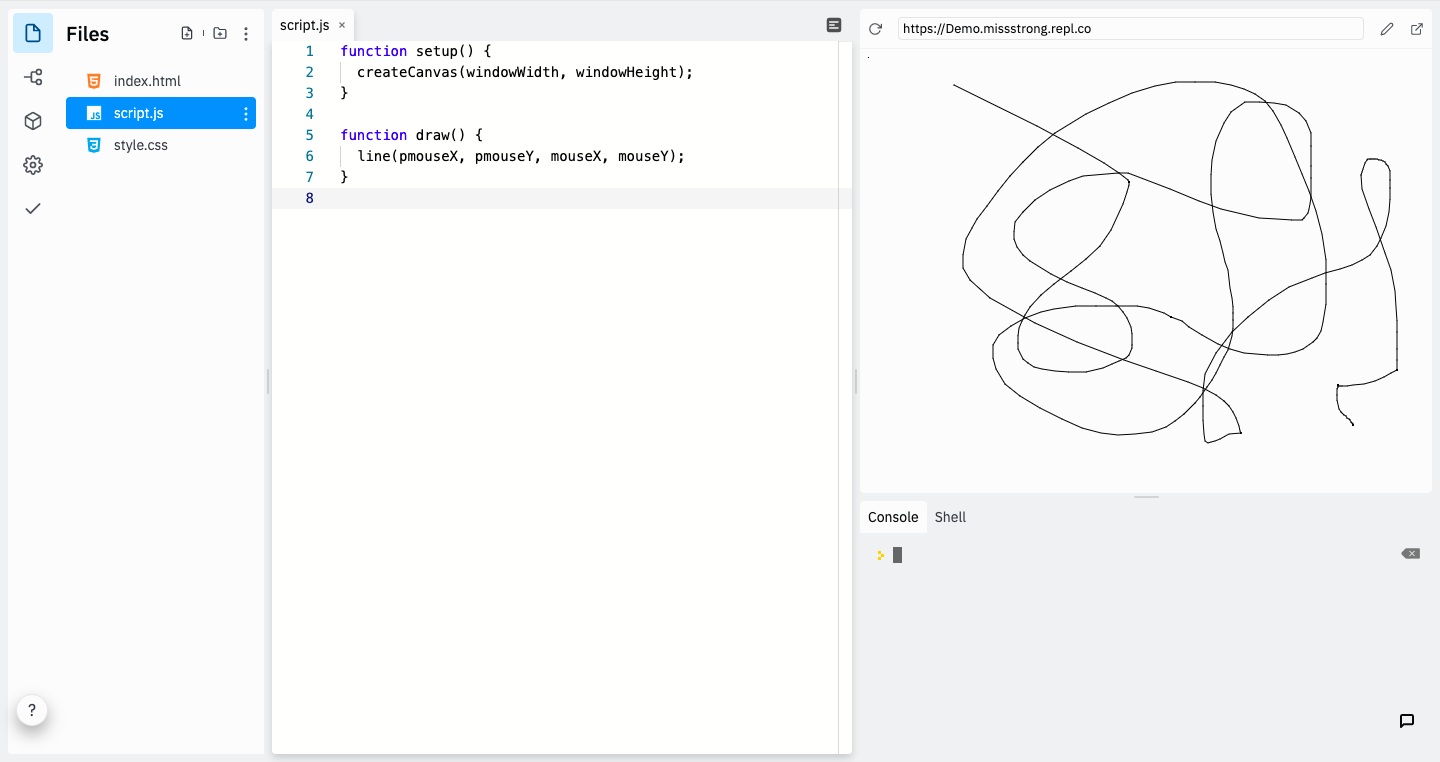 Files
index.html
JS script.js
style.css
?
script.js ×
1 function setup() {
2 createCanvas(windowWidth, windowHeight);
3 }
4
5 function draw() {
6 line(pmouseX, pmouseY, mouseX, mouseY);
7 }
8
https://Demo.missstrong.repl.co
Console Shell